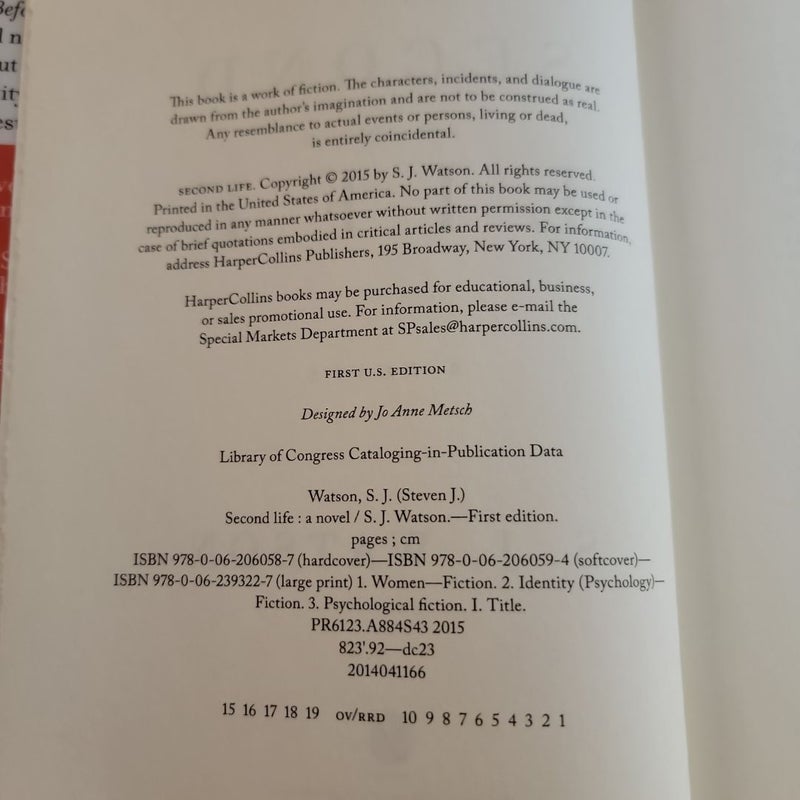 This book is a work of fiction. The characters, incidents, and dialogue are
drawn from the author's imagination and are not to be construed as real.
Any resemblance to actual events or persons, living or dead,
is entirely coincidental.
SECOND LIFE. Copyright © 2015 by S. J. Watson. All rights reserved.
Printed in the United States of America. No part of this book may be used or
reproduced in any manner whatsoever without written permission except in the
case of brief quotations embodied in critical articles and reviews. For information,
address HarperCollins Publishers, 195 Broadway, New York, NY 10007.
HarperCollins books may be purchased for educational, business,
or sales promotional use. For information, please e-mail the
Special Markets Department at SPsales@harpercollins.com.
FIRST U.S. EDITION
Designed by Jo Anne Metsch
Library of Congress Cataloging-in-Publication Data
Watson, S. J. (Steven J.)
Second life : a novel / S. J. Watson.—First edition.
pages ; cm
ISBN 978-0-06-206058-7 (hardcover)—ISBN 978-0-06-206059-4 (softcover)—
ISBN 978-0-06-239322-7 (large print) 1. Women—Fiction. 2. Identity (Psychology)—
Fiction. 3. Psychological fiction. I. Title.
PR6123.A884S43 2015
823'.92—dc23
2014041166
15 16 17 18 19 OV/RRD 10 9 8 7 6 5 4 3 2 1